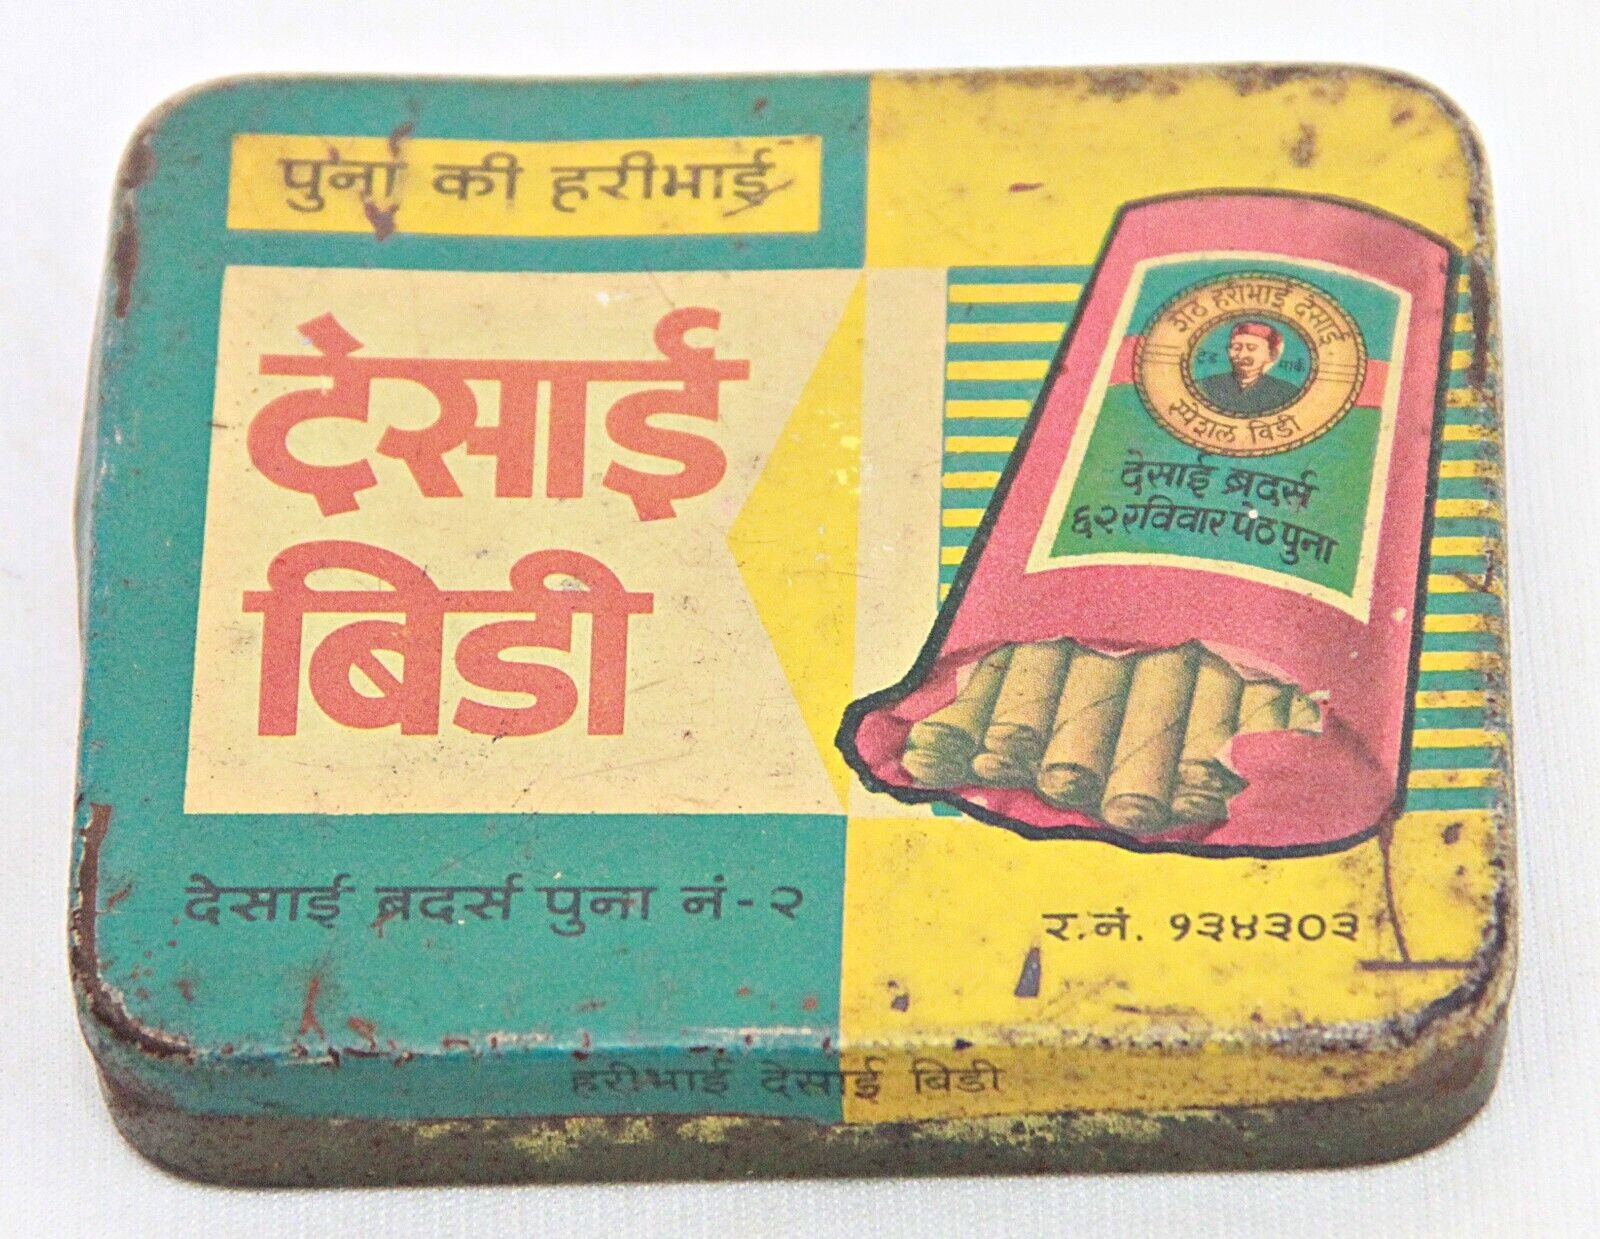 पुना की हरीभाई
देसाई
बिडी
शेठ हरीभाई देसाई
ट्रेड मार्क
स्पेशल बिडी
देसाई ब्रदर्स
६२ रविवार पेठ पुना
देसाई ब्रदर्स पुना नं-२
र.नं. १३४३०३
हरीभाई देसाई बिडी